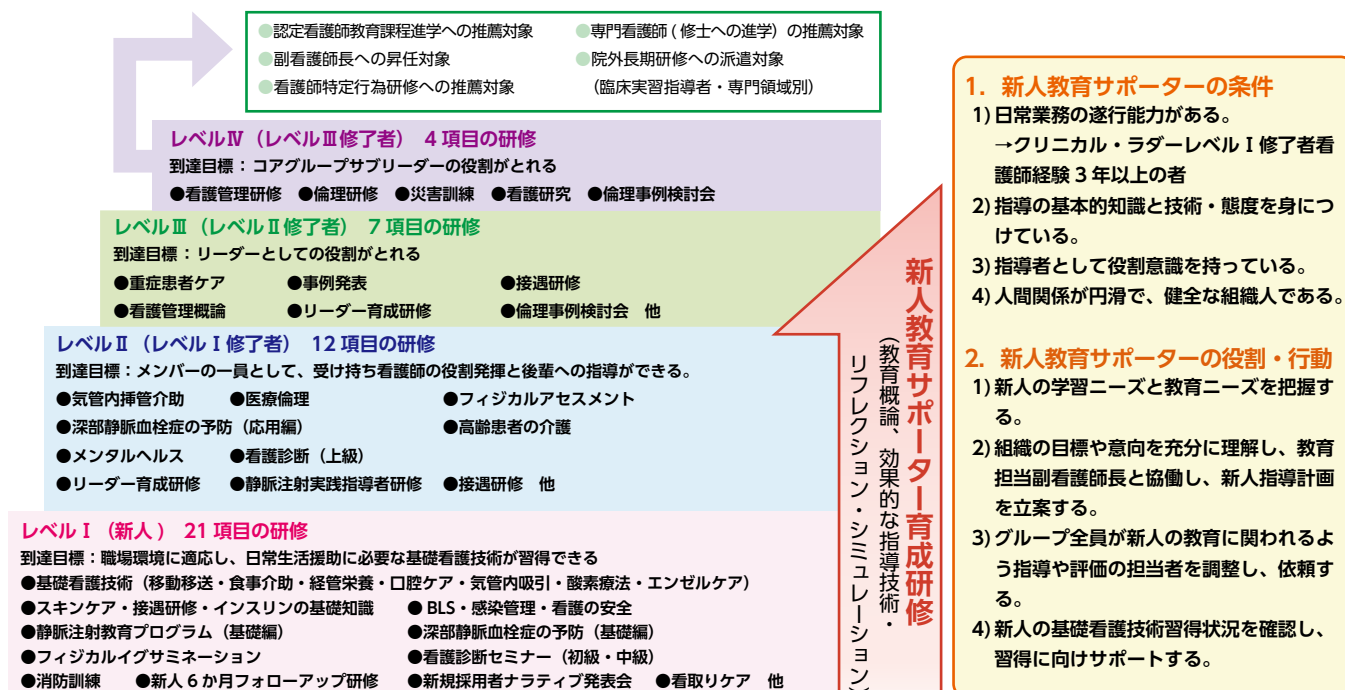 ●認定看護師教育課程進学への推薦対象　●専門看護師 ( 修士への進学）の推薦対象
●副看護師長への昇任対象　●院外長期研修への派遣対象
●看護師特定行為研修への推薦対象　（臨床実習指導者・専門領域別）
レベルⅣ（レベルⅢ修了者）　4 項目の研修
到達目標：コアグループサブリーダーの役割がとれる
●看護管理研修　●倫理研修　●災害訓練　●看護研究　●倫理事例検討会
レベルⅢ（レベルⅡ修了者）　7 項目の研修
到達目標：リーダーとしての役割がとれる
●重症患者ケア　●事例発表　●接遇研修
●看護管理概論　●リーダー育成研修　●倫理事例検討会　他
レベルⅡ（レベルⅠ修了者）　12 項目の研修
到達目標：メンバーの一員として、受け持ち看護師の役割発揮と後輩への指導ができる。
●気管内挿管介助　●医療倫理　●フィジカルアセスメント
●深部静脈血栓症の予防（応用編）　●高齢患者の介護
●メンタルヘルス　●看護診断（上級）
●リーダー育成研修　●静脈注射実践指導者研修　●接遇研修　他
レベルⅠ（新人 ）　21 項目の研修
到達目標：職場環境に適応し、日常生活援助に必要な基礎看護技術が習得できる
●基礎看護技術（移動移送・食事介助・経管栄養・口腔ケア・気管内吸引・酸素療法・エンゼルケア）
●スキンケア・接遇研修・インスリンの基礎知識　● BLS・感染管理・看護の安全
●静脈注射教育プログラム（基礎編）　●深部静脈血栓症の予防（基礎編）
●フィジカルイグザミネーション　●看護診断セミナー（初級・中級）
●消防訓練　●新人 6 か月フォローアップ研修　●新規採用者ナラティブ発表会　●看取りケア　他
新人教育サポーター育成研修
（教育概論、効果的な指導技術・
リフレクション・シミュレーション）
1. 新人教育サポーターの条件
1) 日常業務の遂行能力がある。
→クリニカル・ラダーレベルⅠ修了者看
護師経験 3 年以上の者
2) 指導の基本的知識と技術・態度を身につ
けている。
3) 指導者として役割意識を持っている。
4) 人間関係が円滑で、健全な組織人である。
2. 新人教育サポーターの役割・行動
1) 新人の学習ニーズと教育ニーズを把握す
る。
2) 組織の目標や意向を充分に理解し、教育
担当副看護師長と協働し、新人指導計画
を立案する。
3) グループ全員が新人の教育に関われるよ
う指導や評価の担当者を調整し、依頼す
る。
4) 新人の基礎看護技術習得状況を確認し、
習得に向けサポートする。